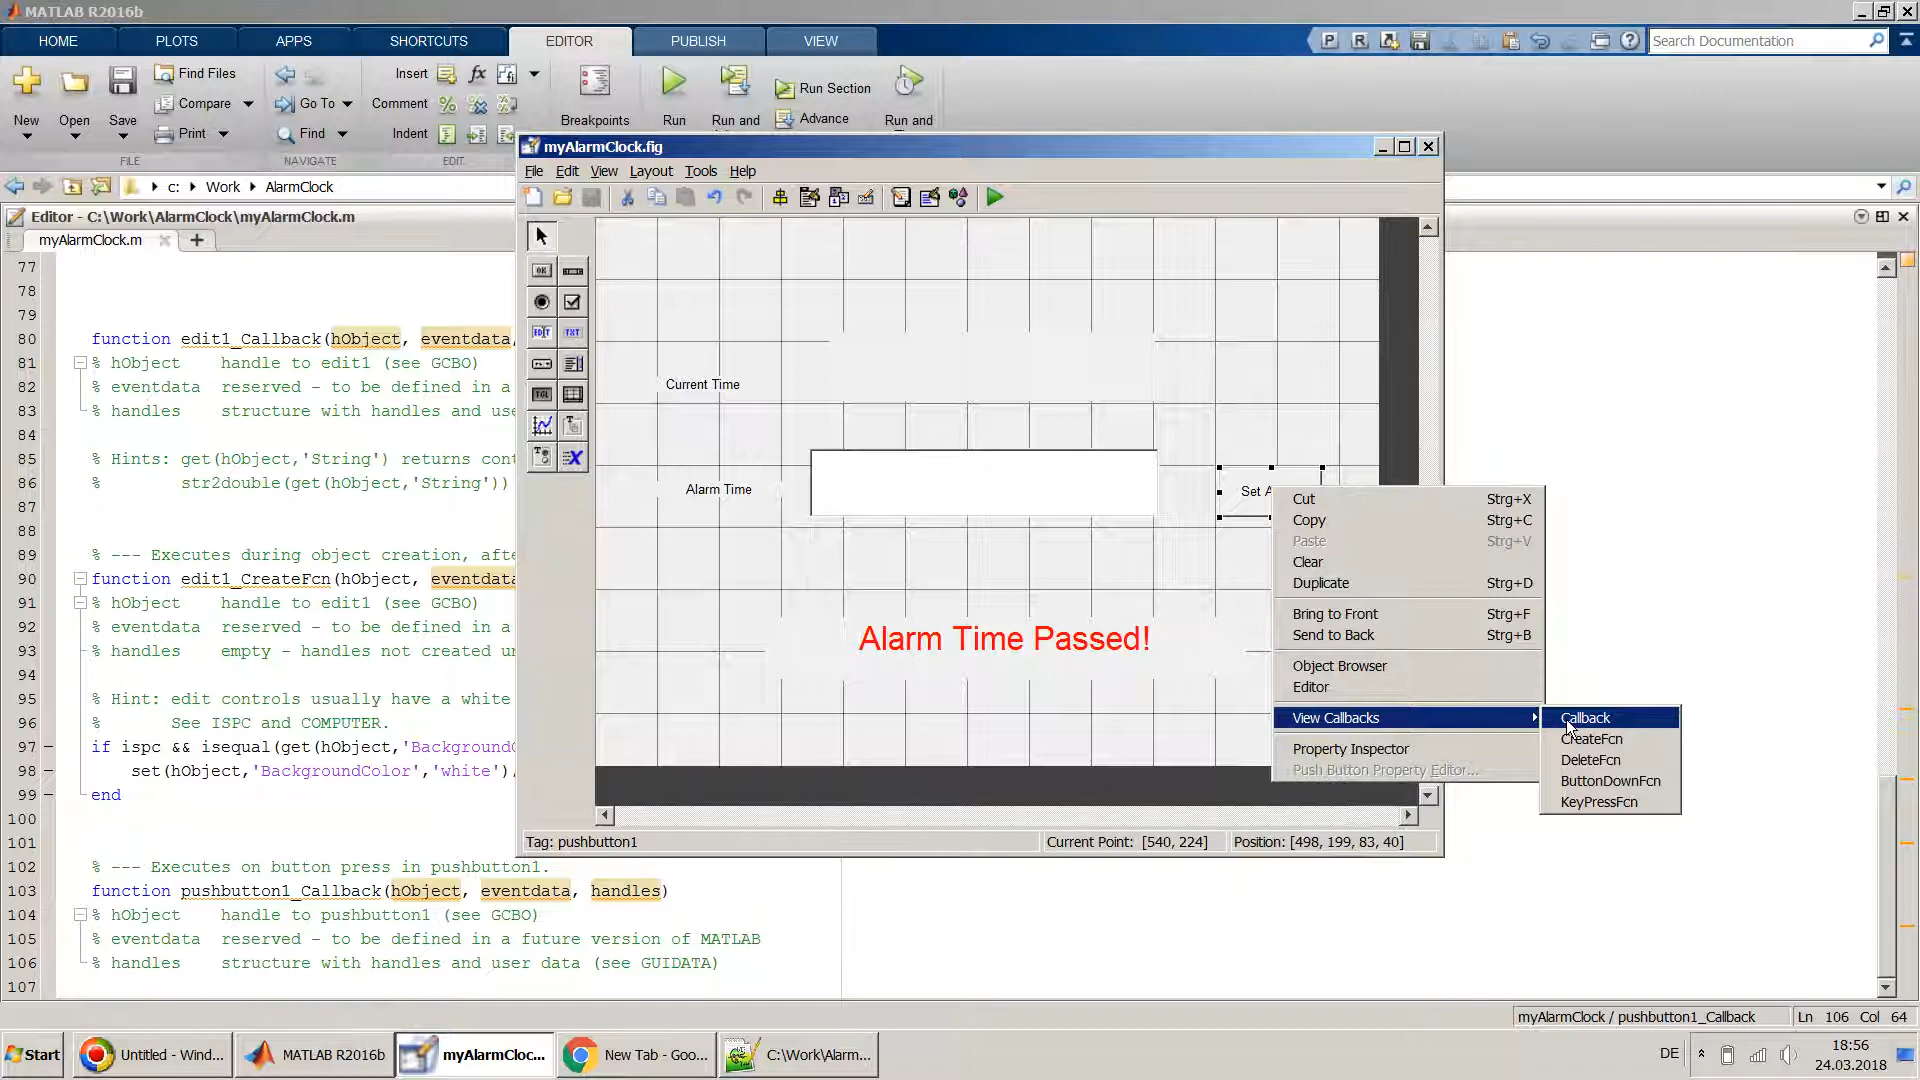 MATLAB R2016b
HOME PLOTS APPS SHORTCUTS EDITOR PUBLISH VIEW
Search Documentation
New Open Save Find Files Compare Print
Go To Find
Insert Comment Indent
Breakpoints Run Run and Run Section Advance Run and
FILE NAVIGATE EDIT
c: Work AlarmClock
Editor - C:\Work\AlarmClock\myAlarmClock.m
myAlarmClock.m
77
78
79
80 function edit1_Callback(hObject, eventdata,
81 % hObject    handle to edit1 (see GCBO)
82 % eventdata  reserved - to be defined in a
83 % handles    structure with handles and use
84
85 % Hints: get(hObject,'String') returns cont
86 %        str2double(get(hObject,'String'))
87
88
89 % --- Executes during object creation, afte
90 function edit1_CreateFcn(hObject, eventdata
91 % hObject    handle to edit1 (see GCBO)
92 % eventdata  reserved - to be defined in a
93 % handles    empty - handles not created un
94
95 % Hint: edit controls usually have a white
96 %       See ISPC and COMPUTER.
97 if ispc && isequal(get(hObject,'BackgroundC
98     set(hObject,'BackgroundColor','white');
99 end
100
101
102 % --- Executes on button press in pushbutton1.
103 function pushbutton1_Callback(hObject, eventdata, handles)
104 % hObject    handle to pushbutton1 (see GCBO)
105 % eventdata  reserved - to be defined in a future version of MATLAB
106 % handles    structure with handles and user data (see GUIDATA)
107
myAlarmClock.fig
File Edit View Layout Tools Help
OK
EDIT TXT
TGL
Current Time
Alarm Time
Set A
Alarm Time Passed!
Tag: pushbutton1 Current Point: [540, 224] Position: [498, 199, 83, 40]
Cut Strg+X
Copy Strg+C
Paste Strg+V
Clear
Duplicate Strg+D
Bring to Front Strg+F
Send to Back Strg+B
Object Browser
Editor
View Callbacks
Property Inspector
Push Button Property Editor...
Callback
CreateFcn
DeleteFcn
ButtonDownFcn
KeyPressFcn
myAlarmClock / pushbutton1_Callback Ln 106 Col 64
Start Untitled - Wind... MATLAB R2016b myAlarmCloc... New Tab - Goo... C:\Work\Alarm... DE
18:56
24.03.2018